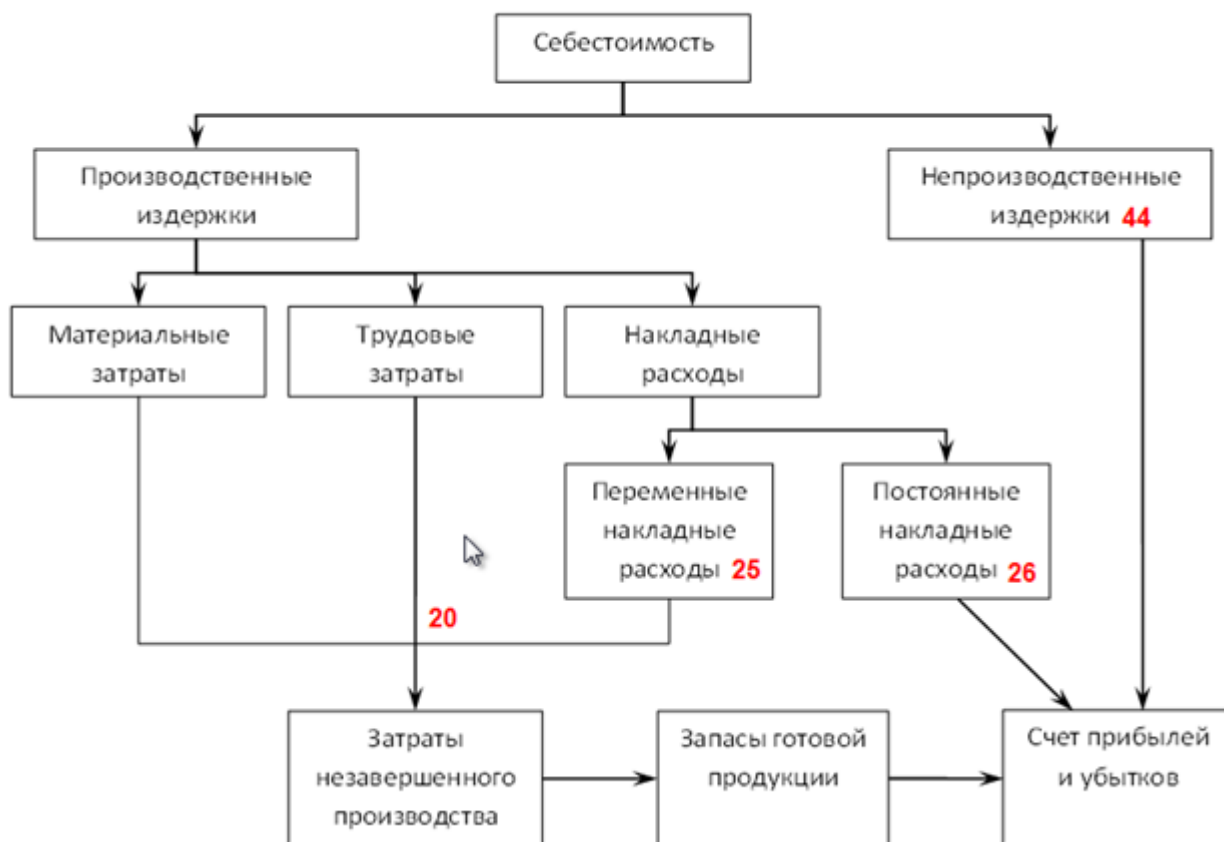 Себестоимость
Производственные
издержки
Непроизводственные
издержки 44
Материальные
затраты
Трудовые
затраты
Накладные
расходы
Переменные
накладные
расходы 25
Постоянные
накладные
расходы 26
20
Затраты
незавершенного
производства
Запасы готовой
продукции
Счет прибылей
и убытков